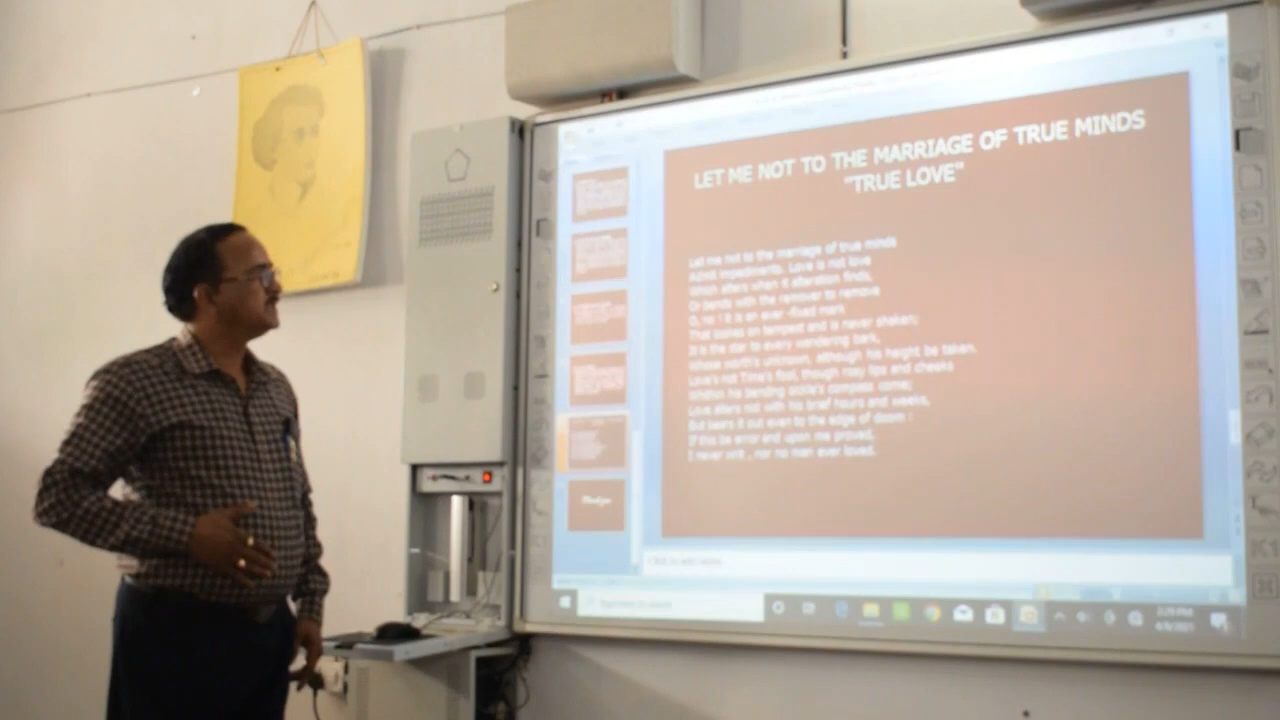 LET ME NOT TO THE MARRIAGE OF TRUE MINDS
"TRUE LOVE"
Let me not to the marriage of true minds
Admit impediments. Love is not love
Which alters when it alteration finds,
Or bends with the remover to remove
O, no ! it is an ever -fixed mark
That lookes on tempest and is never shaken;
It is the star to every wandering bark,
Whose worth's unknown, although his height be taken.
Love's not Time's fool, though rosy lips and cheeks
his bending sickle's compass come;
Love alters not with his brief hours and weeks,
But bears it out even to the edge of doom :
If this be error and upon me proved,
I never writ , nor no man ever loved.